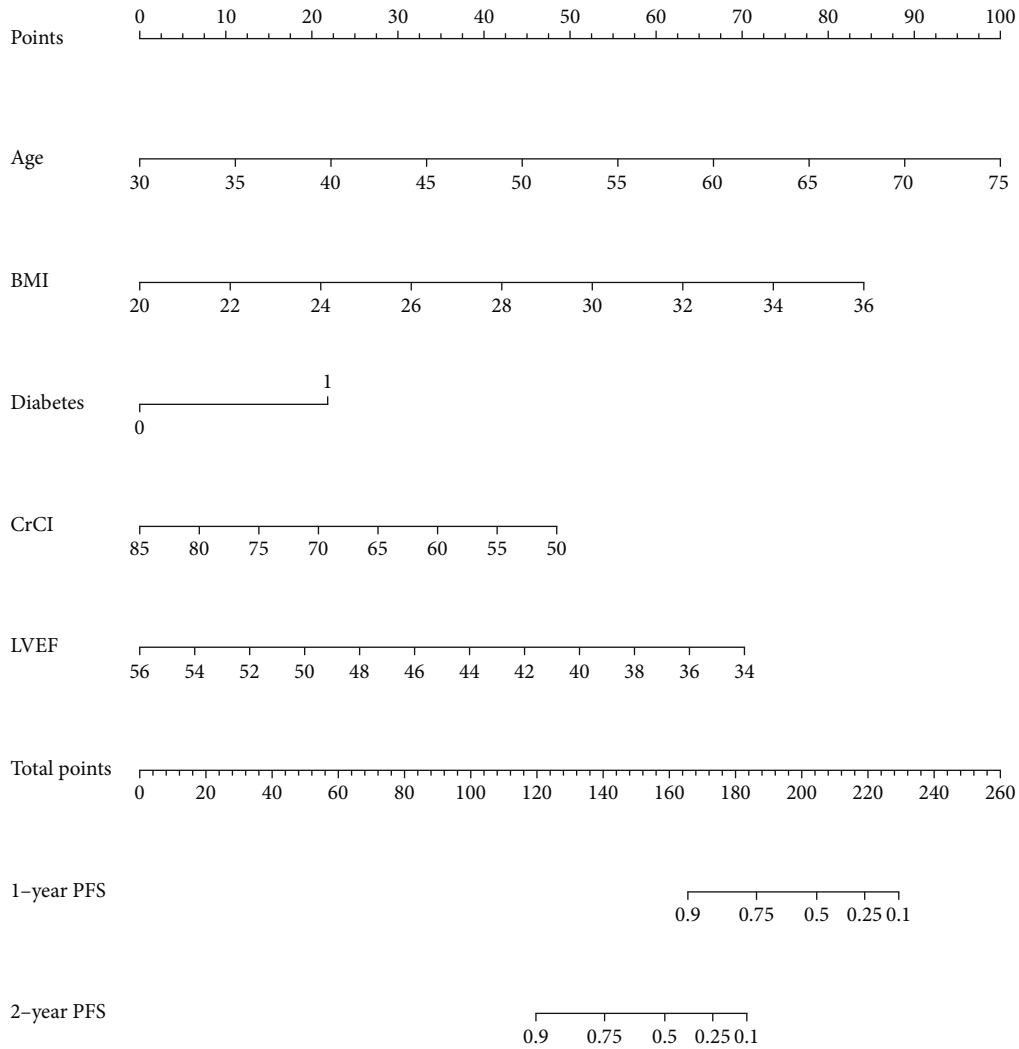 Points 0 10 20 30 40 50 60 70 80 90 100
Age
30 35 40 45 50 55 60 65 70 75
BMI
20 22 24 26 28 30 32 34 36
1
Diabetes
0
CrCI
85 80 75 70 65 60 55 50
LVEF
56 54 52 50 48 46 44 42 40 38 36 34
Total points
0 20 40 60 80 100 120 140 160 180 200 220 240 260
1–year PFS
0.9 0.75 0.5 0.25 0.1
2–year PFS
0.9 0.75 0.5 0.25 0.1